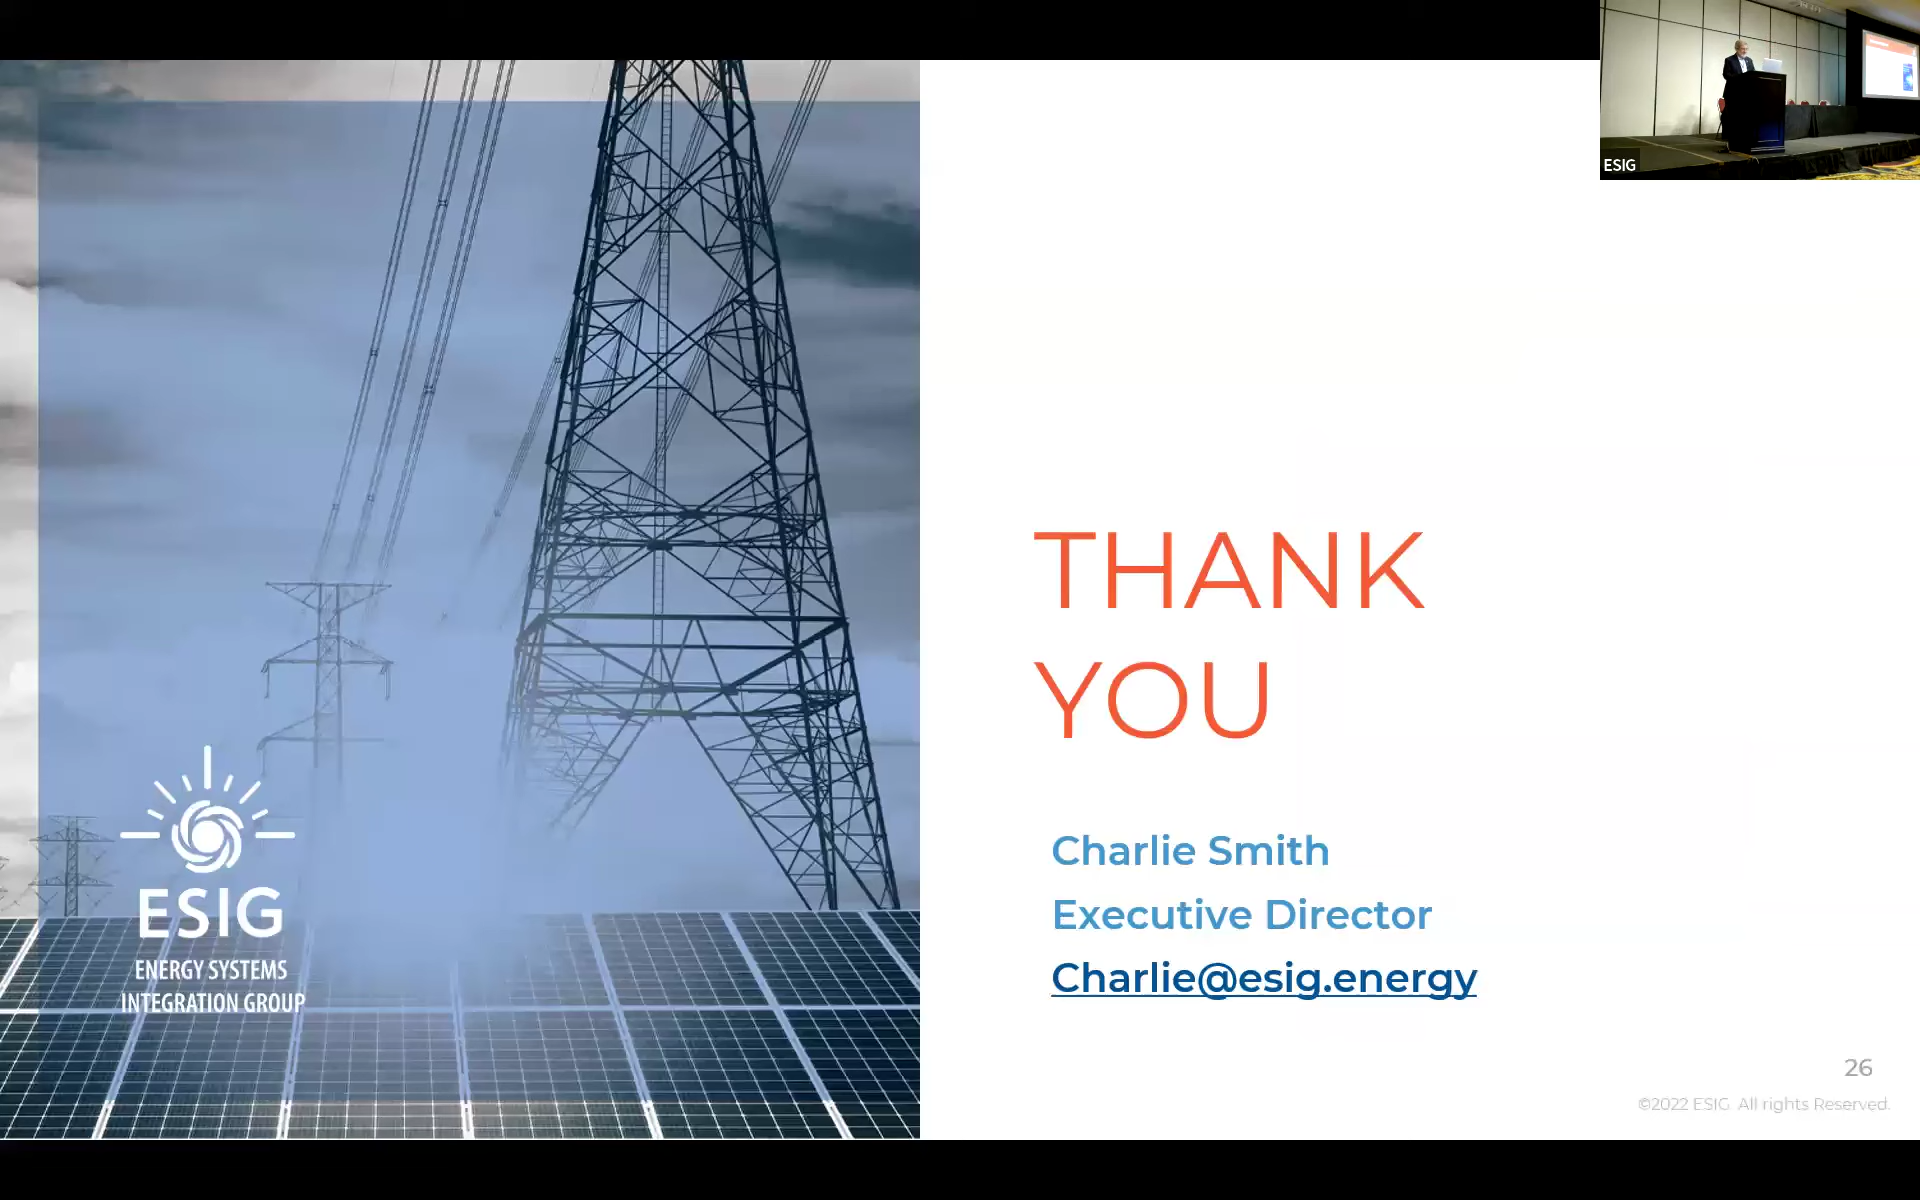 ESIG
THANK
YOU
Charlie Smith
Executive Director
Charlie@esig.energy
ESIG
ENERGY SYSTEMS
INTEGRATION GROUP
26
©2022 ESIG. All rights Reserved.